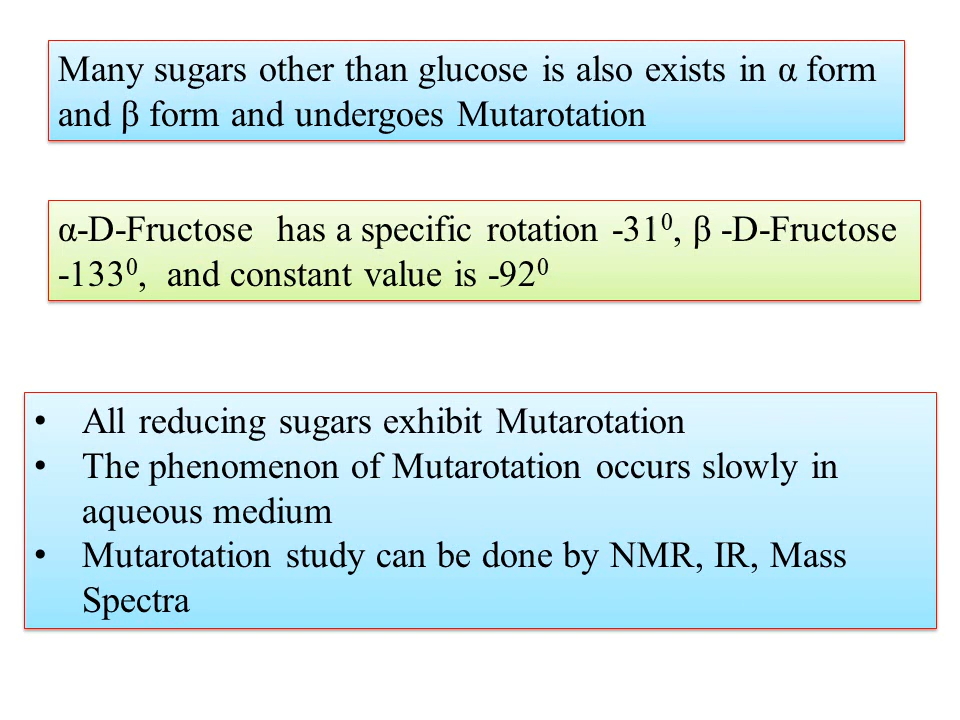 Many sugars other than glucose is also exists in α form
and β form and undergoes Mutarotation
α-D-Fructose has a specific rotation -31⁰, β -D-Fructose
-133⁰, and constant value is -92⁰
• All reducing sugars exhibit Mutarotation
• The phenomenon of Mutarotation occurs slowly in
aqueous medium
• Mutarotation study can be done by NMR, IR, Mass
Spectra